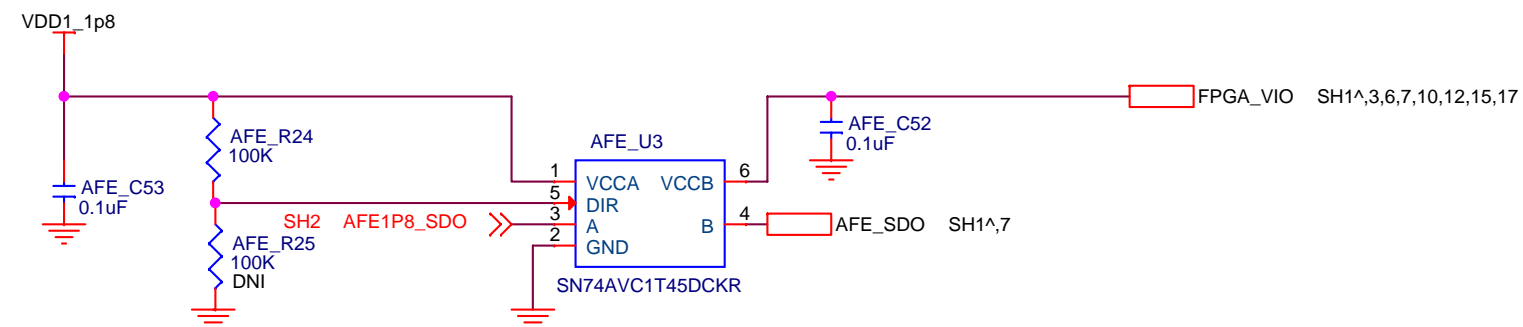 VDD1_1p8
FPGA_VIO SH1^,3,6,7,10,12,15,17
AFE_R24
100K
AFE_C52
0.1uF
AFE_U3
AFE_C53
0.1uF
1 VCCA VCCB 6
5 DIR
SH2 AFE1P8_SDO 3 A B 4 AFE_SDO SH1^,7
2 GND
AFE_R25
100K
DNI
SN74AVC1T45DCKR